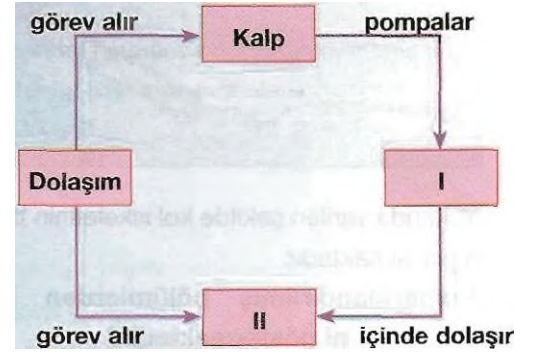 görev alır
pompalar
Kalp
Dolaşım
I
II
görev alır
içinde dolaşır